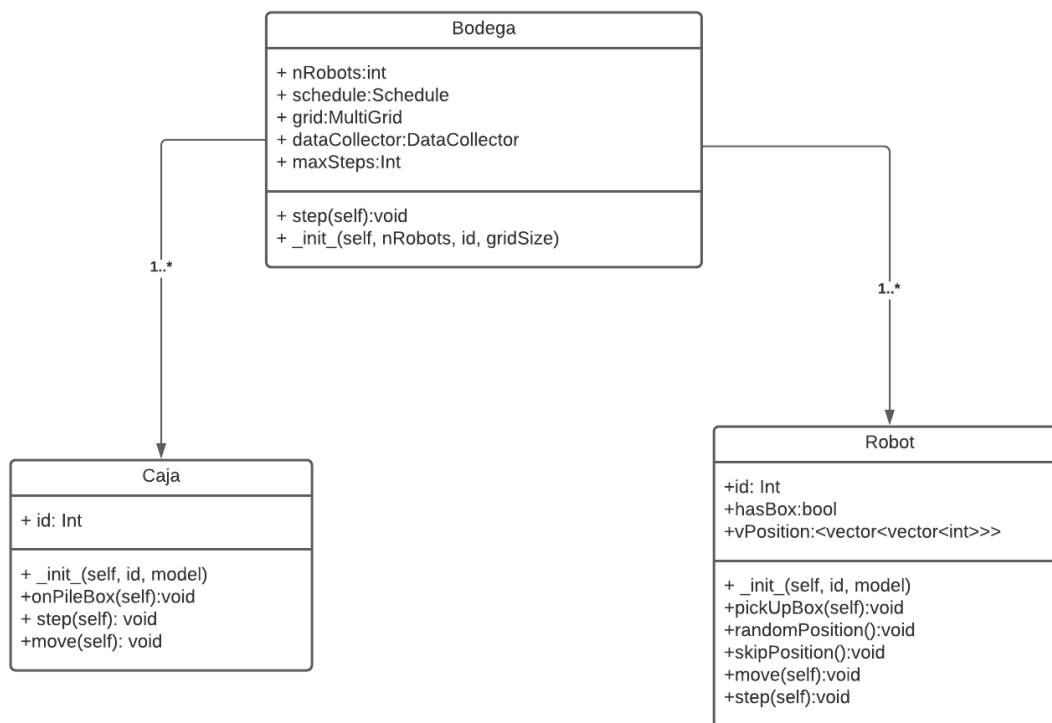 Bodega
+ nRobots:int
+ schedule:Schedule
+ grid:MultiGrid
+ dataCollector:DataCollector
+ maxSteps:Int
+ step(self):void
+ _init_(self, nRobots, id, gridSize)
1..*
1..*
Caja
+ id: Int
+ _init_(self, id, model)
+onPileBox(self):void
+ step(self): void
+move(self): void
Robot
+id: Int
+hasBox:bool
+vPosition:<vector<vector<int>>>
+ _init_(self, id, model)
+pickUpBox(self):void
+randomPosition():void
+skipPosition():void
+move(self):void
+step(self):void